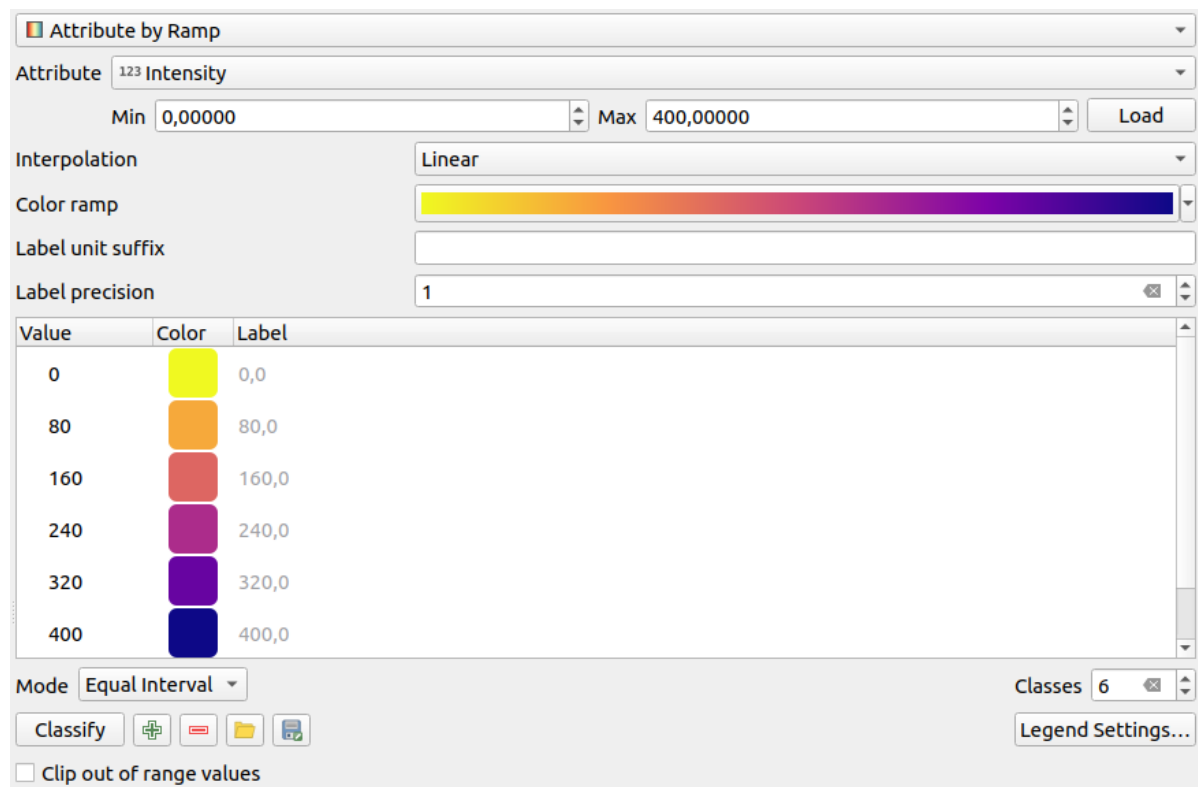 Attribute by Ramp
Attribute 123 Intensity
Min 0,00000 Max 400,00000 Load
Interpolation Linear
Color ramp
Label unit suffix
Label precision 1
Value Color Label
0 0,0
80 80,0
160 160,0
240 240,0
320 320,0
400 400,0
Mode Equal Interval Classes 6
Classify Legend Settings...
Clip out of range values